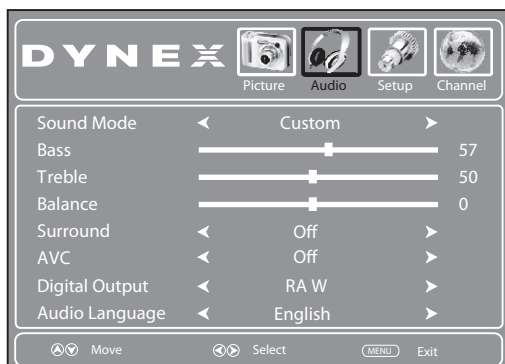 DYNEX
Picture Audio Setup Channel
Sound Mode Custom
Bass 57
Treble 50
Balance 0
Surround Off
AVC Off
Digital Output RA W
Audio Language English
Move Select MENU Exit